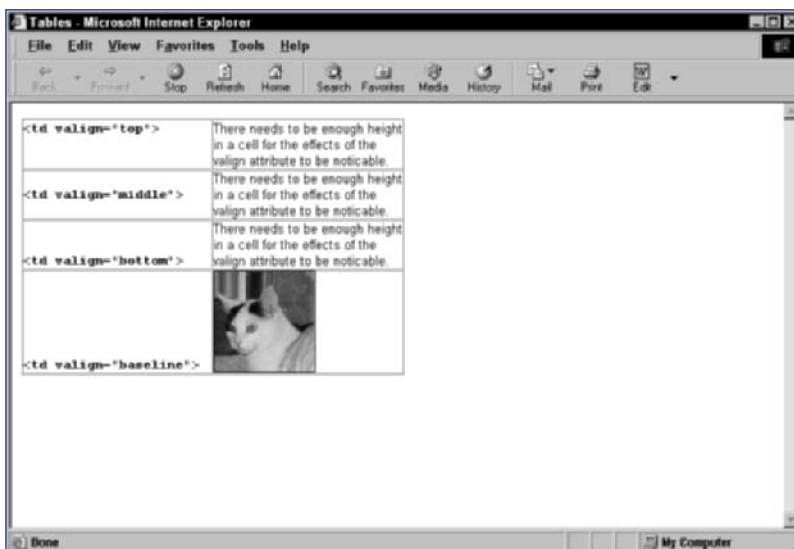 Tables - Microsoft Internet Explorer
File Edit View Favorites Tools Help
Back Forward Stop Refresh Home Search Favorites Media History Mail Print Edit
<td valign="top">
There needs to be enough height
in a cell for the effects of the
valign attribute to be noticable.
<td valign="middle">
There needs to be enough height
in a cell for the effects of the
valign attribute to be noticable.
<td valign="bottom">
There needs to be enough height
in a cell for the effects of the
valign attribute to be noticable.
<td valign="baseline">
Done My Computer